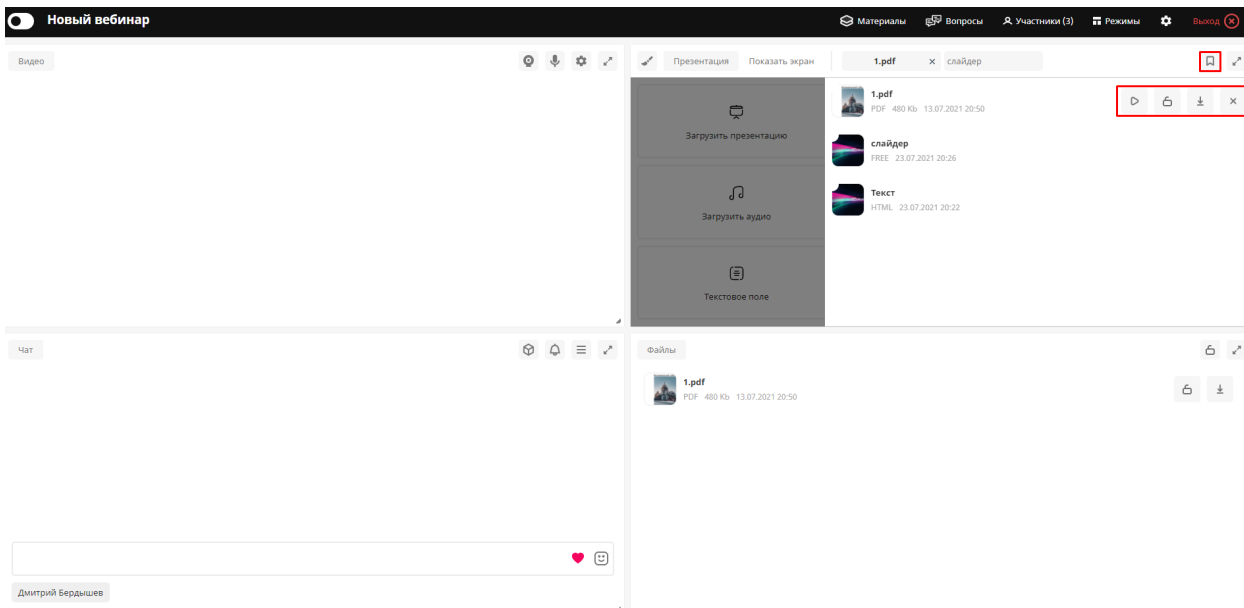 Новый вебинар
Материалы Вопросы Участники (3) Режимы Выход
Видео
Презентация Показать экран 1.pdf слайдер
Загрузить презентацию
Загрузить аудио
Текстовое поле
1.pdf
PDF 480 Kb 13.07.2021 20:50
слайдер
FREE 23.07.2021 20:26
Текст
HTML 23.07.2021 20:22
Чат
Дмитрий Бердышев
Файлы
1.pdf
PDF 480 Kb 13.07.2021 20:50